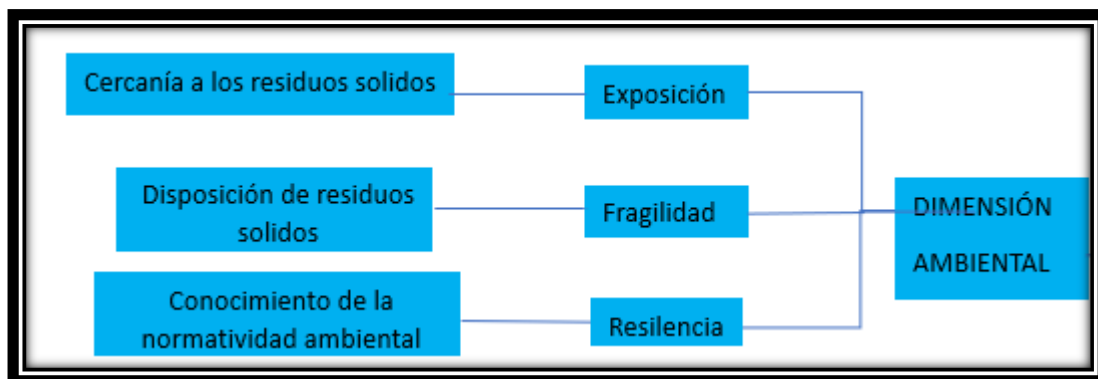 Cercanía a los residuos solidos
Exposición
Disposición de residuos
solidos
Fragilidad
DIMENSIÓN
AMBIENTAL
Conocimiento de la
normatividad ambiental
Resilencia